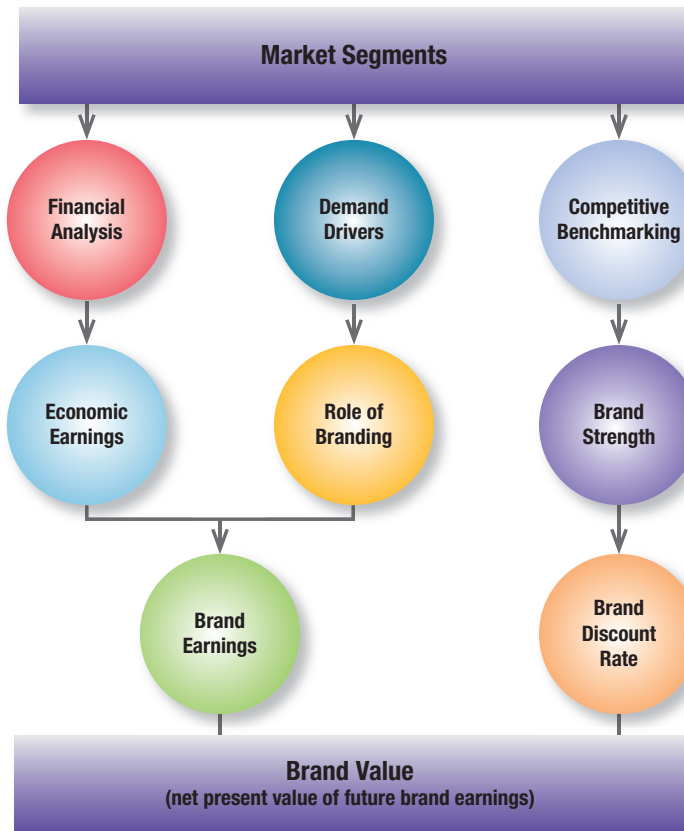 Market Segments
Financial
Analysis
Demand
Drivers
Competitive
Benchmarking
Economic
Earnings
Role of
Branding
Brand
Strength
Brand
Earnings
Brand
Discount
Rate
Brand Value
(net present value of future brand earnings)